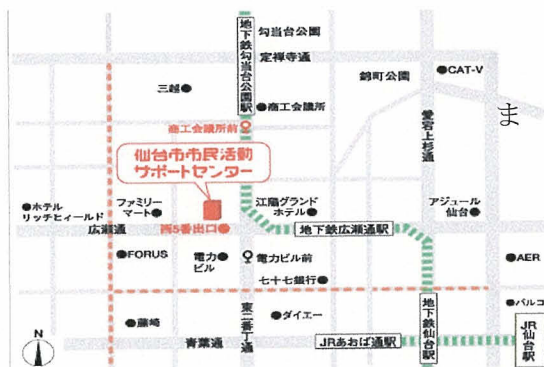 勾当台公園
定禅寺通
地下鉄勾当台公園駅
錦町公園
CAT-V
三越
商工会議所
ま
商工会議所前
愛宕上杉通
仙台市市民活動
サポートセンター
ホテル
リッチヒィールド
ファミリー
マート
江陽グランド
ホテル
アジュール
仙台
広瀬通
西5番出口
地下鉄広瀬通駅
FORUS
電力
ビル
電力ビル前
AER
七十七銀行
パルコ
東二番丁通
地下鉄仙台駅
藤崎
ダイエー
JR
仙台駅
N
青葉通
JRあおば通駅